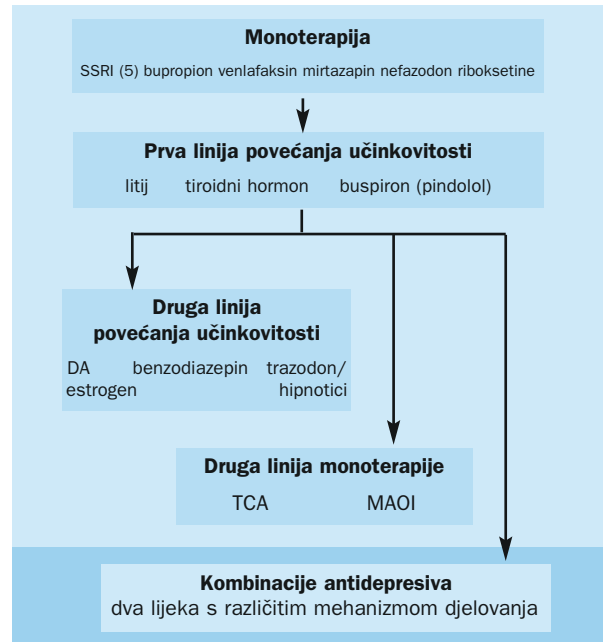 Monoterapija
SSRI (5) bupropion venlafaksin mirtazapin nefazodon riboksetine
Prva linija povećanja učinkovitosti
litij tiroidni hormon buspiron (pindolol)
Druga linija
povećanja učinkovitosti
DA benzodiazepin trazodon/
estrogen hipnotici
Druga linija monoterapije
TCA MAOI
Kombinacije antidepresiva
dva lijeka s različitim mehanizmom djelovanja